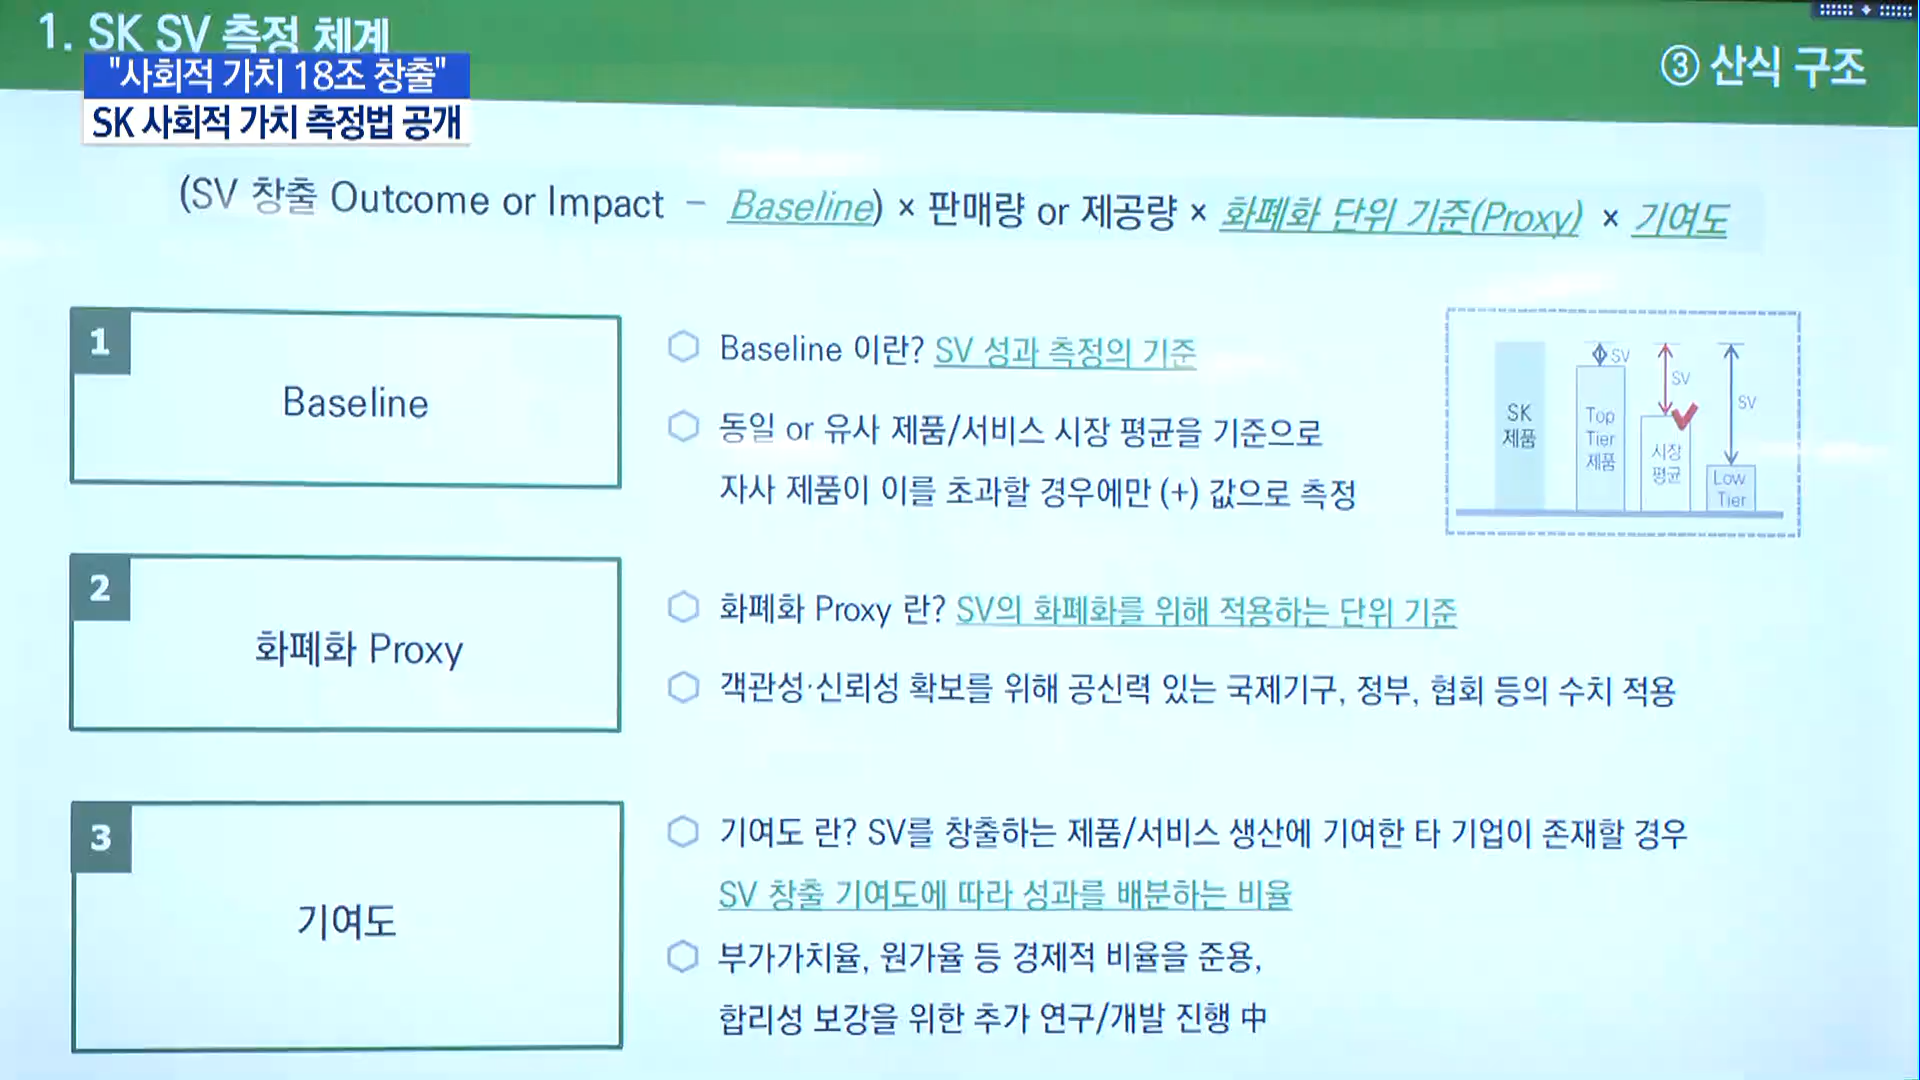 1. SK SV 측정 체계
③ 산식 구조
"사회적 가치 18조 창출"
SK 사회적 가치 측정법 공개
(SV 창출 Outcome or Impact – Baseline) × 판매량 or 제공량 × 화폐화 단위 기준(Proxy) × 기여도
1
Baseline
Baseline 이란? SV 성과 측정의 기준
동일 or 유사 제품/서비스 시장 평균을 기준으로
자사 제품이 이를 초과할 경우에만 (+) 값으로 측정
SK
제품
SV
Top
Tier
제품
SV
시장
평균
SV
Low
Tier
2
화폐화 Proxy
화폐화 Proxy 란? SV의 화폐화를 위해 적용하는 단위 기준
객관성·신뢰성 확보를 위해 공신력 있는 국제기구, 정부, 협회 등의 수치 적용
3
기여도
기여도 란? SV를 창출하는 제품/서비스 생산에 기여한 타 기업이 존재할 경우
SV 창출 기여도에 따라 성과를 배분하는 비율
부가가치율, 원가율 등 경제적 비율을 준용,
합리성 보강을 위한 추가 연구/개발 진행 中